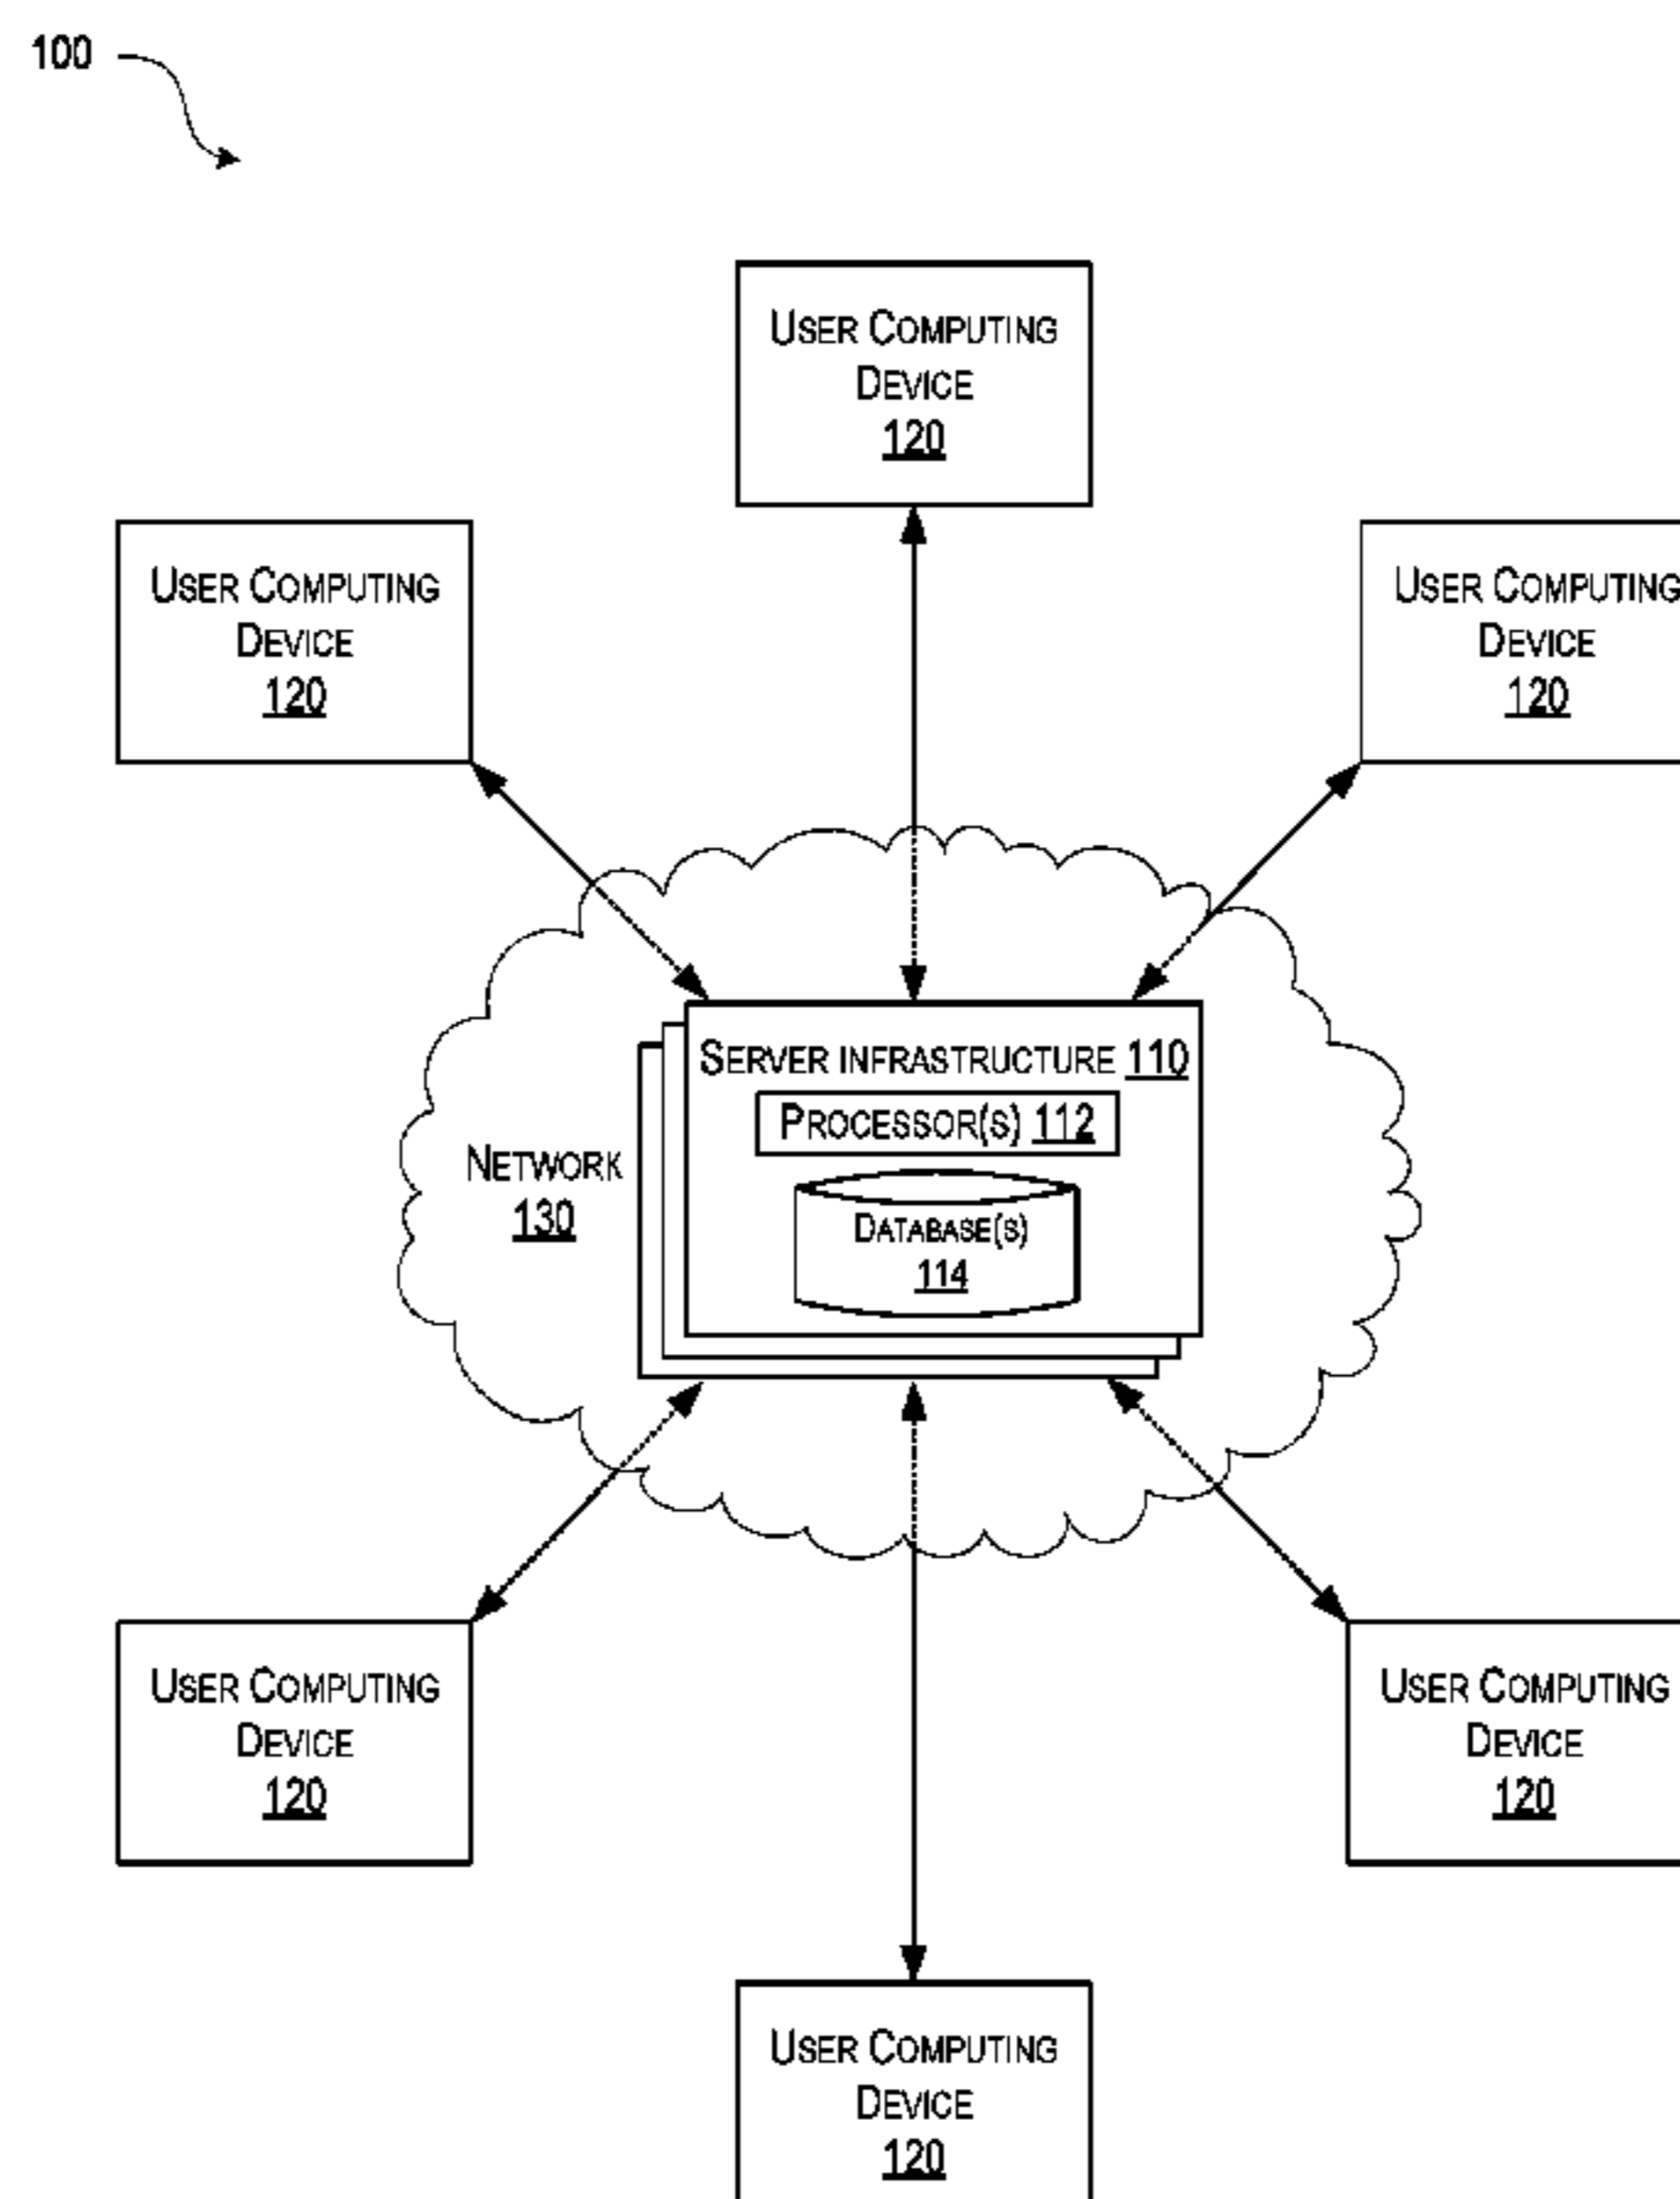 100
USER COMPUTING
DEVICE
120
USER COMPUTING
DEVICE
120
USER COMPUTING
DEVICE
120
SERVER INFRASTRUCTURE 110
PROCESSOR(S) 112
NETWORK
130
DATABASE(S)
114
USER COMPUTING
DEVICE
120
USER COMPUTING
DEVICE
120
USER COMPUTING
DEVICE
120